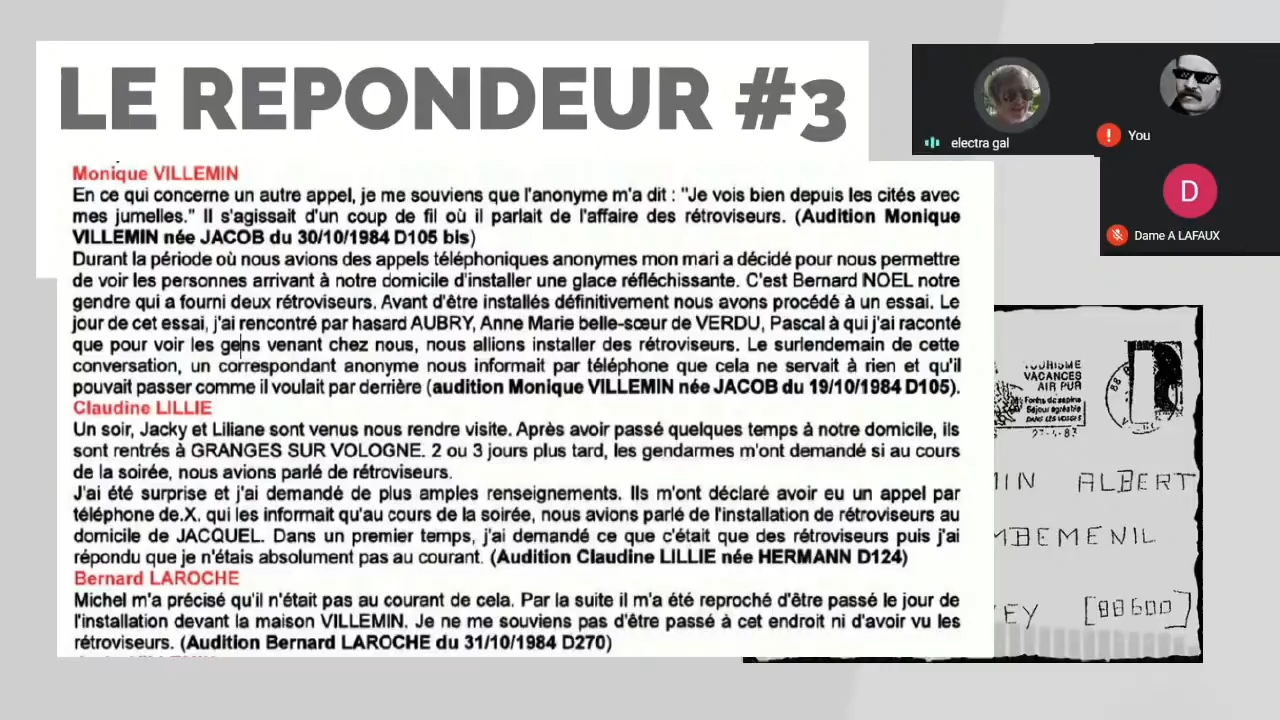 LE REPONDEUR #3
electra gal
You
D
Dame A LAFAUX
Monique VILLEMIN
En ce qui concerne un autre appel, je me souviens que l'anonyme m'a dit : "Je vois bien depuis les cités avec
mes jumelles." Il s'agissait d'un coup de fil où il parlait de l'affaire des rétroviseurs. (Audition Monique
VILLEMIN née JACOB du 30/10/1984 D105 bis)
Durant la période où nous avions des appels téléphoniques anonymes mon mari a décidé pour nous permettre
de voir les personnes arrivant à notre domicile d'installer une glace réfléchissante. C'est Bernard NOEL notre
gendre qui a fourni deux rétroviseurs. Avant d'être installés définitivement nous avons procédé à un essai. Le
jour de cet essai, j'ai rencontré par hasard AUBRY, Anne Marie belle-sœur de VERDU, Pascal à qui j'ai raconté
que pour voir les gens venant chez nous, nous allions installer des rétroviseurs. Le surlendemain de cette
conversation, un correspondant anonyme nous informait par téléphone que cela ne servait à rien et qu'il
pouvait passer comme il voulait par derrière (audition Monique VILLEMIN née JACOB du 19/10/1984 D105).
Claudine LILLIE
Un soir, Jacky et Liliane sont venus nous rendre visite. Après avoir passé quelques temps à notre domicile, ils
sont rentrés à GRANGES SUR VOLOGNE. 2 ou 3 jours plus tard, les gendarmes m'ont demandé si au cours
de la soirée, nous avions parlé de rétroviseurs.
J'ai été surprise et j'ai demandé de plus amples renseignements. Ils m'ont déclaré avoir eu un appel par
téléphone de.X. qui les informait qu'au cours de la soirée, nous avions parlé de l'installation de rétroviseurs au
domicile de JACQUEL. Dans un premier temps, j'ai demandé ce que c'était que des rétroviseurs puis j'ai
répondu que je n'étais absolument pas au courant. (Audition Claudine LILLIE née HERMANN D124)
Bernard LAROCHE
Michel m'a précisé qu'il n'était pas au courant de cela. Par la suite il m'a été reproché d'être passé le jour de
l'installation devant la maison VILLEMIN. Je ne me souviens pas d'être passé à cet endroit ni d'avoir vu les
rétroviseurs. (Audition Bernard LAROCHE du 31/10/1984 D270)
TOURISME
VACANCES
AIR PUR
Forêts de sapins
Séjour agréable
DANS LES VOSGES
IN ALBERT
MBEMENIL
EY [88600]